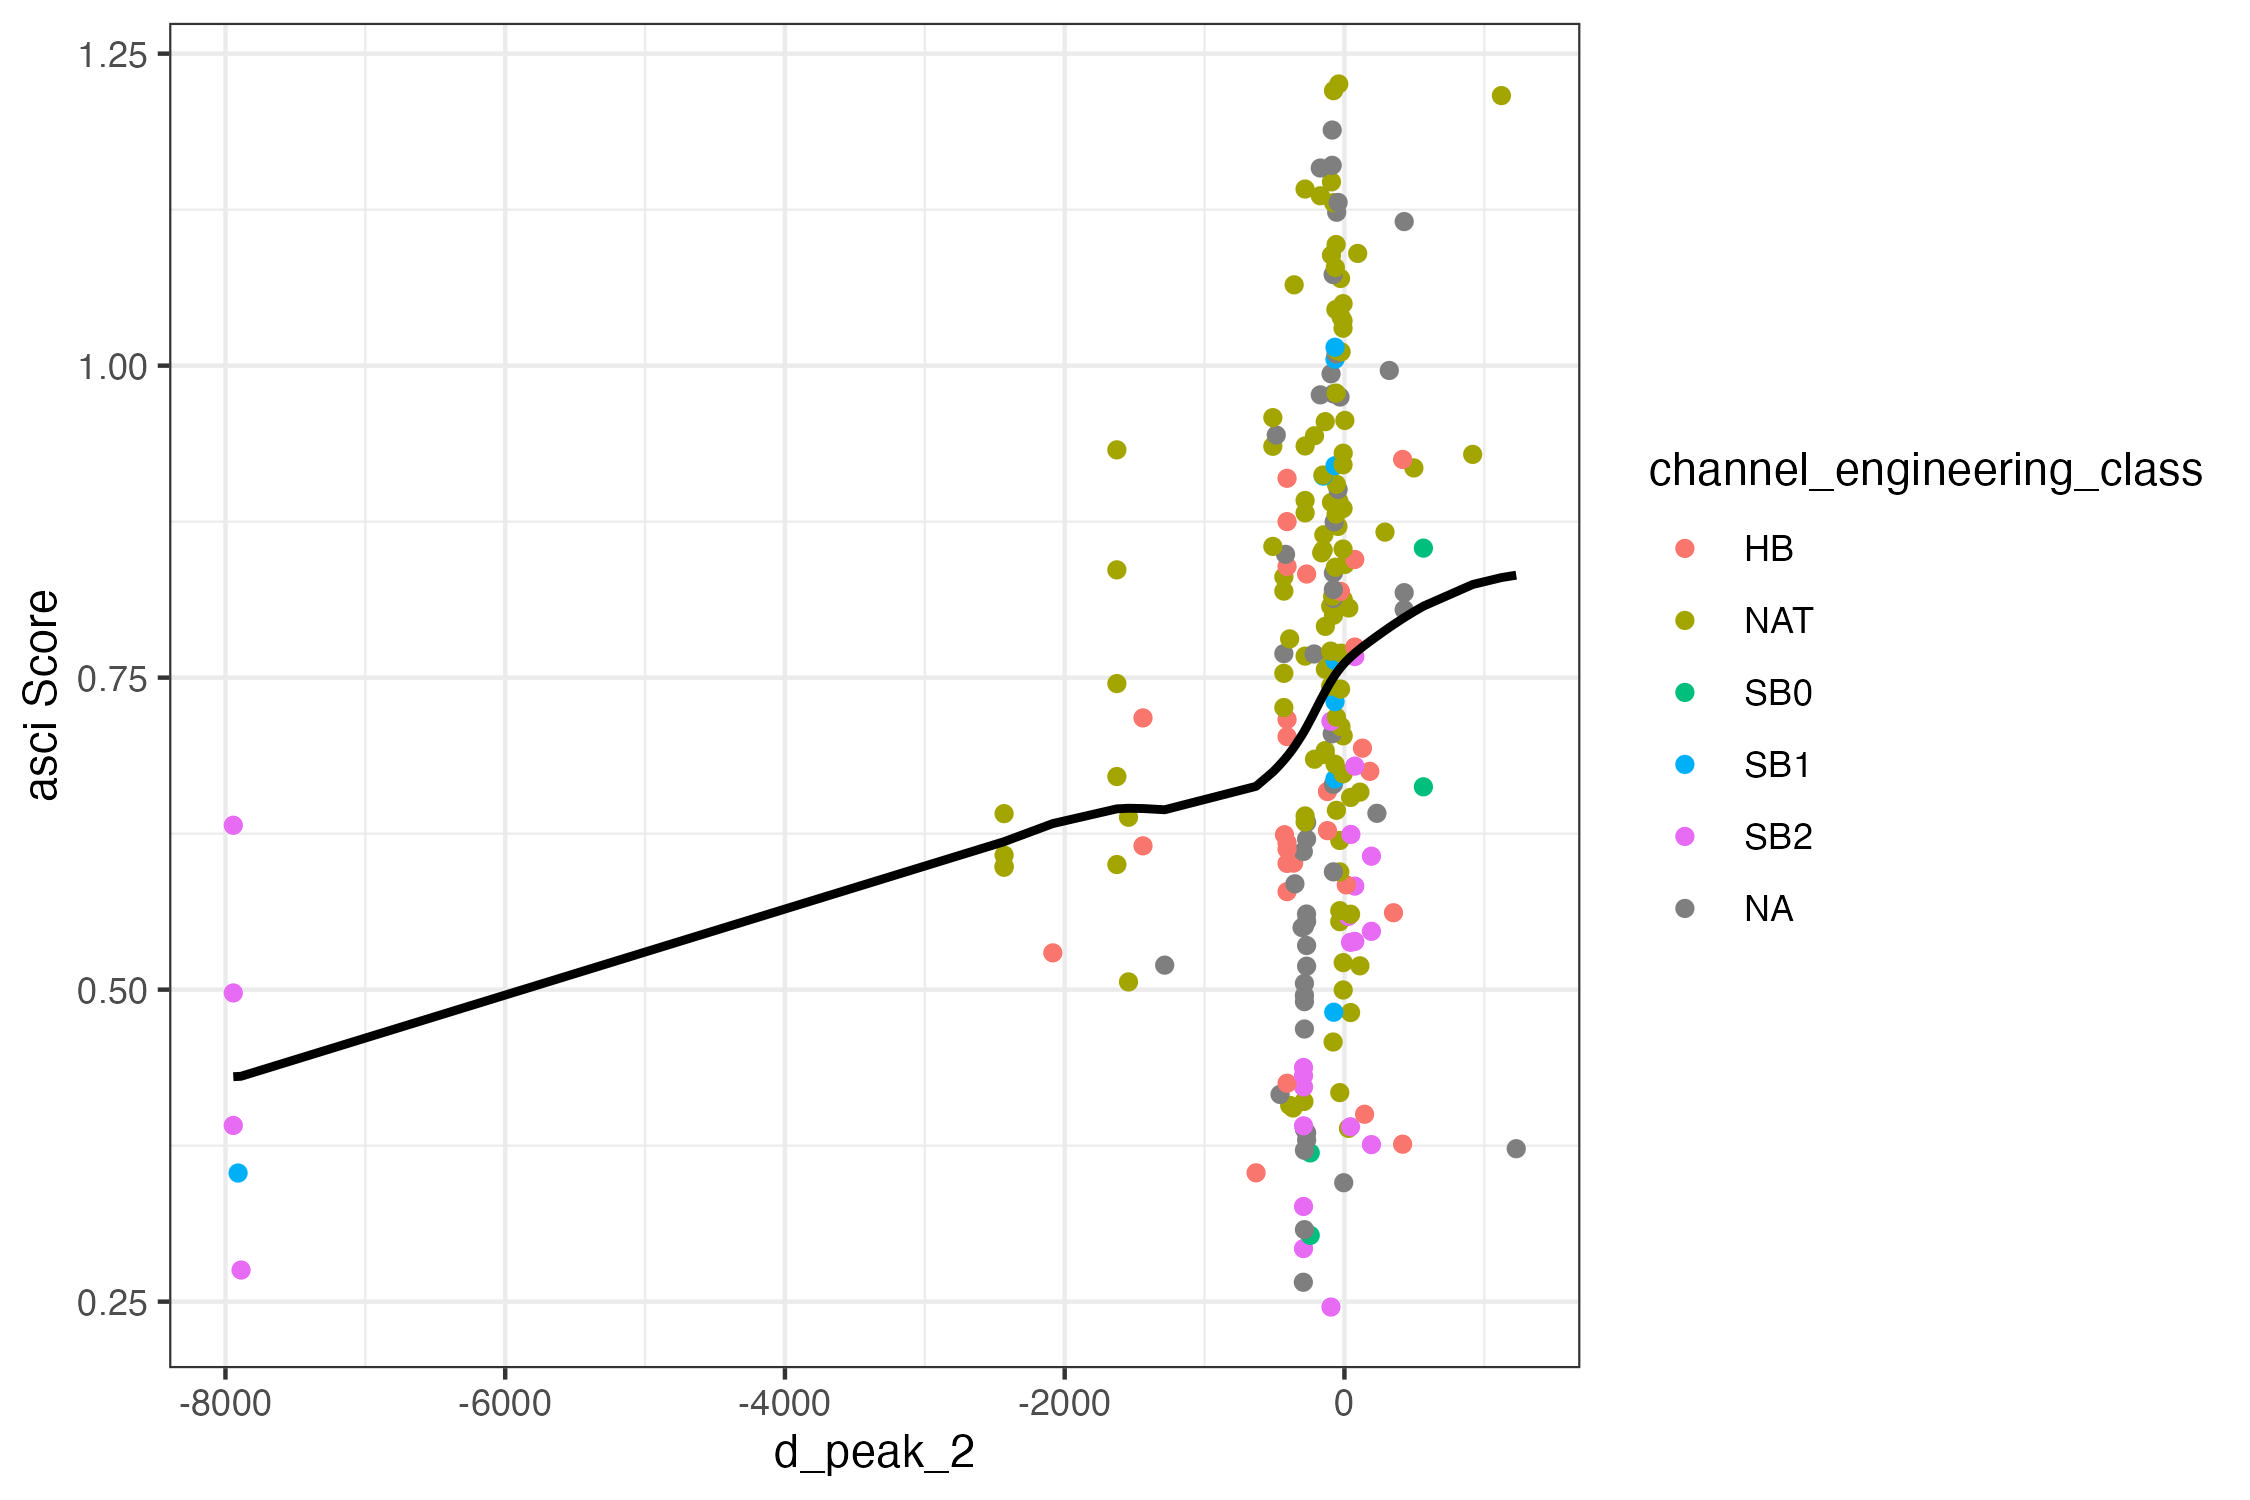 1.25
1.00
0.75
0.50
0.25
asci Score
-8000
-6000
-4000
-2000
0
d_peak_2
channel_engineering_class
HB
NAT
SB0
SB1
SB2
NA